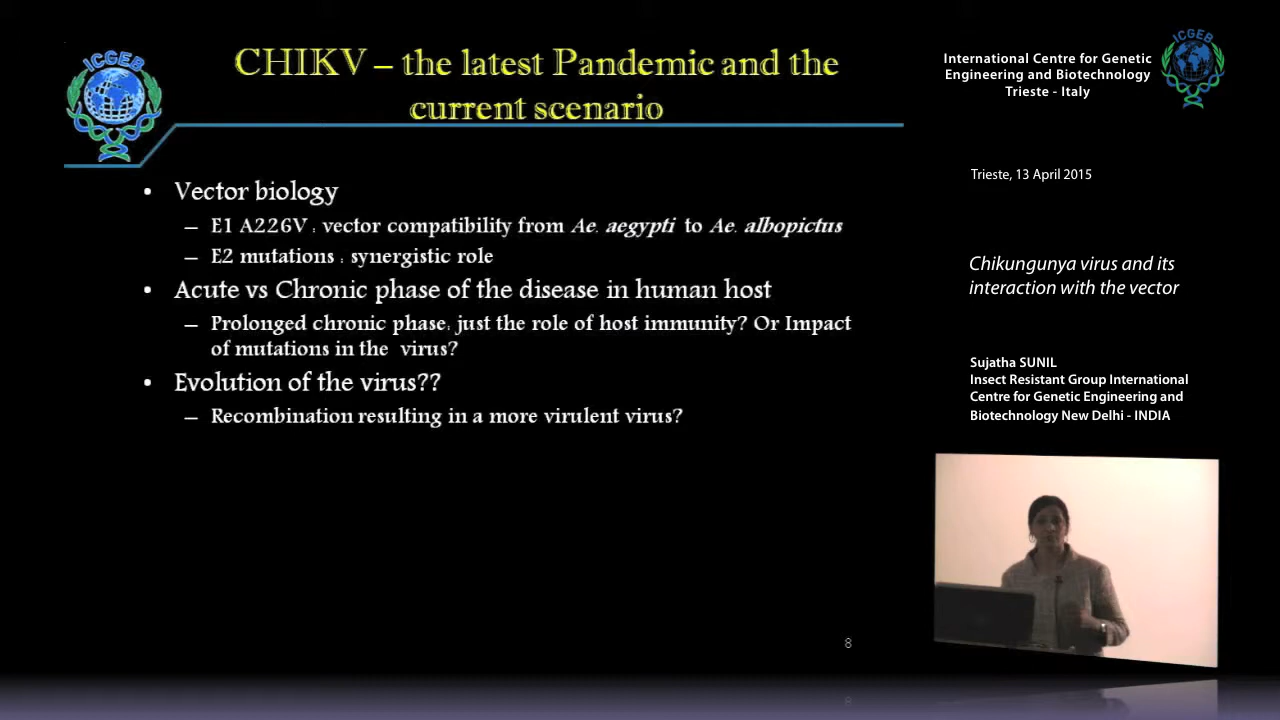 ICGEB
CHIKV – the latest Pandemic and the
current scenario
• Vector biology
– E1 A226V : vector compatibility from Ae. aegypti to Ae. albopictus
– E2 mutations : synergistic role
• Acute vs Chronic phase of the disease in human host
– Prolonged chronic phase: just the role of host immunity? Or Impact
of mutations in the virus?
• Evolution of the virus??
– Recombination resulting in a more virulent virus?
8
International Centre for Genetic
Engineering and Biotechnology
Trieste - Italy
ICGEB
Trieste, 13 April 2015
Chikungunya virus and its
interaction with the vector
Sujatha SUNIL
Insect Resistant Group International
Centre for Genetic Engineering and
Biotechnology New Delhi - INDIA